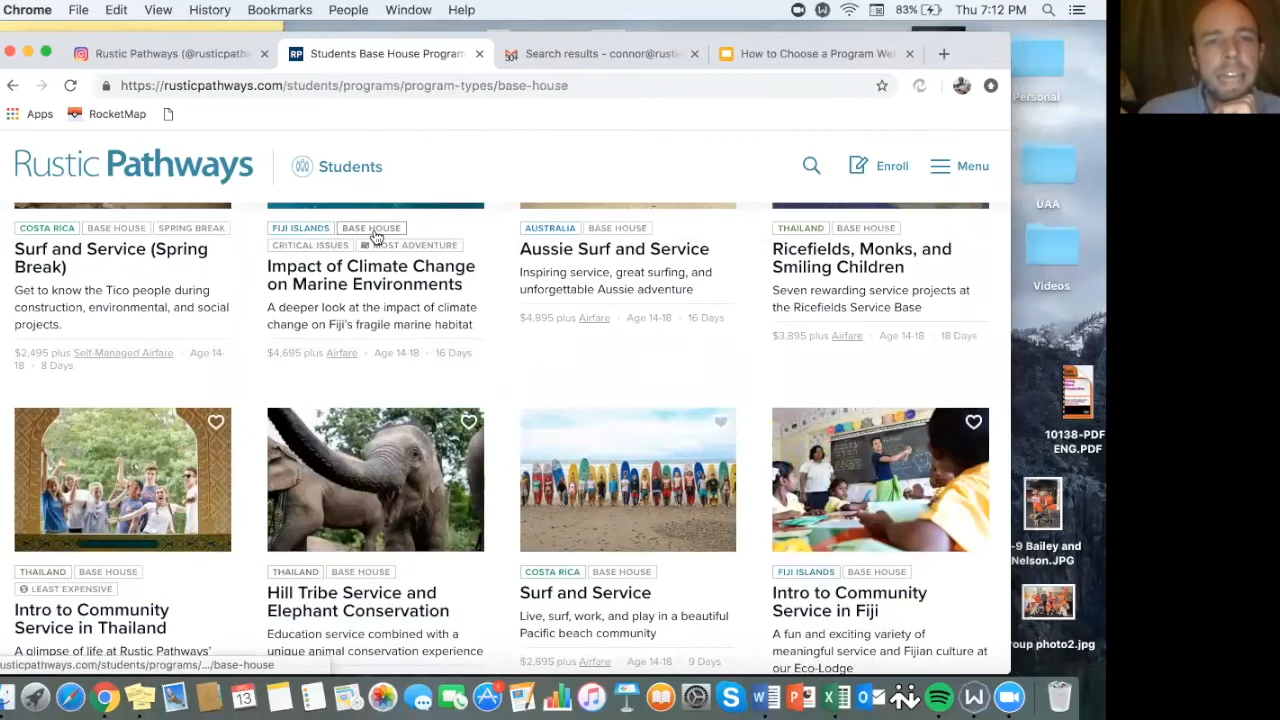 Chrome File Edit View History Bookmarks People Window Help 83% Thu 7:12 PM
Rustic Pathways (@rusticpath Students Base House Program Search results - connor@rustic How to Choose a Program Wel
https://rusticpathways.com/students/programs/program-types/base-house
Apps RocketMap
Rustic Pathways Students Enroll Menu
COSTA RICA BASE HOUSE SPRING BREAK
Surf and Service (Spring
Break)
Get to know the Tico people during
construction, environmental, and social
projects.
$2,495 plus Self-Managed Airfare · Age 14-
18 · 8 Days
FIJI ISLANDS BASE HOUSE
CRITICAL ISSUES ADVENTURE
Impact of Climate Change
on Marine Environments
A deeper look at the impact of climate
change on Fiji's fragile marine habitat
$4,695 plus Airfare · Age 14-18 · 16 Days
AUSTRALIA BASE HOUSE
Aussie Surf and Service
Inspiring service, great surfing, and
unforgettable Aussie adventure
$4,895 plus Airfare · Age 14-18 · 16 Days
THAILAND BASE HOUSE
Ricefields, Monks, and
Smiling Children
Seven rewarding service projects at
the Ricefields Service Base
$3,895 plus Airfare · Age 14-18 · 18 Days
THAILAND BASE HOUSE
LEAST EXPENSIVE
Intro to Community
Service in Thailand
A glimpse of life at Rustic Pathways'
THAILAND BASE HOUSE
Hill Tribe Service and
Elephant Conservation
Education service combined with a
unique animal conservation experience
COSTA RICA BASE HOUSE
Surf and Service
Live, surf, work, and play in a beautiful
Pacific beach community
$2,895 plus Airfare · Age 14-18 · 9 Days
FIJI ISLANDS BASE HOUSE
Intro to Community
Service in Fiji
A fun and exciting variety of
meaningful service and Fijian culture at
our Eco-Lodge
rusticpathways.com/students/programs/.../base-house
Personal
UAA
Videos
10138-PDF-
ENG.PDF
-9 Bailey and
Nelson.JPG
roup photo2.jpg